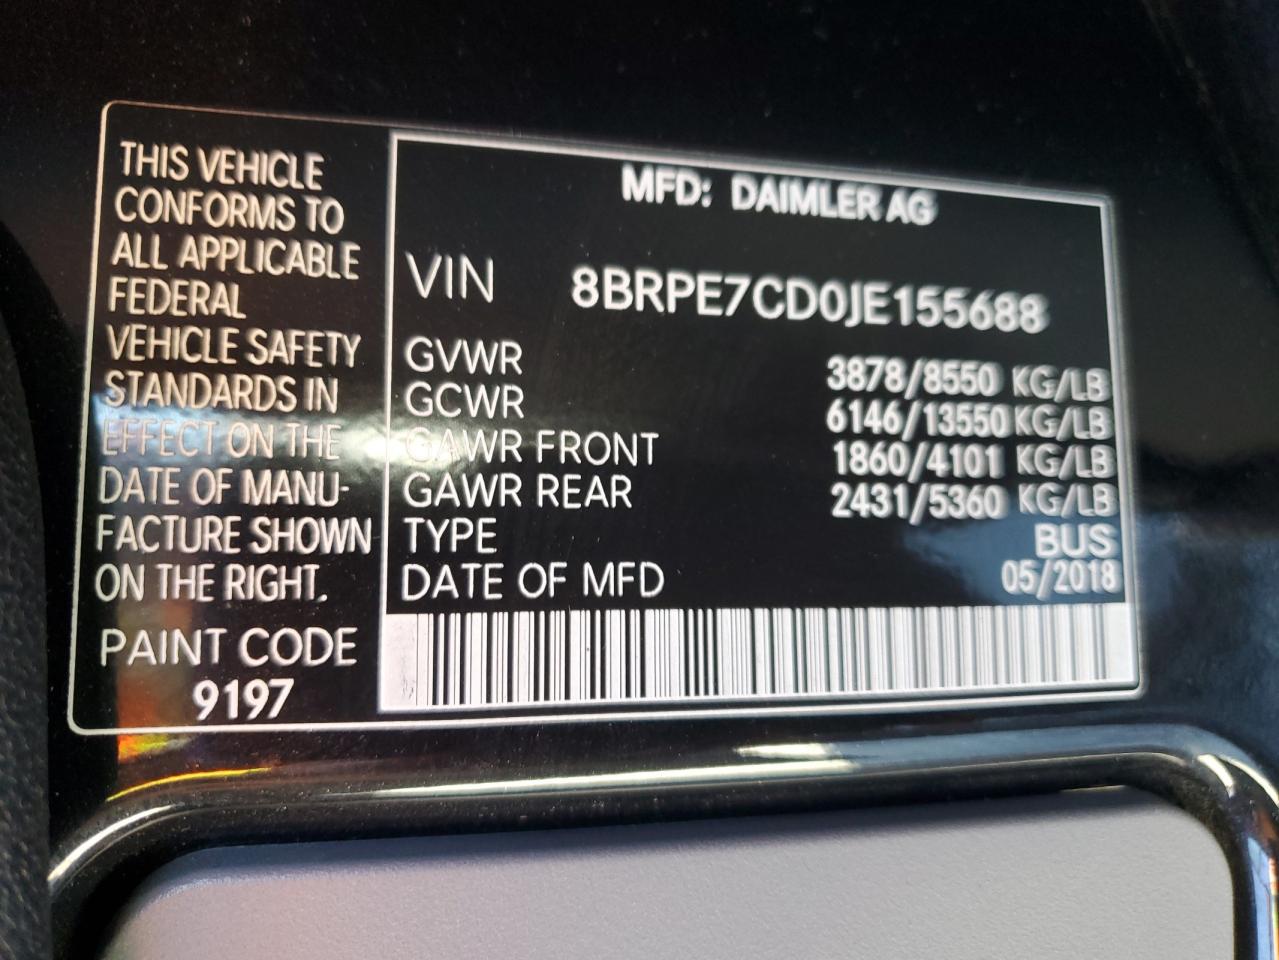 THIS VEHICLE
CONFORMS TO
ALL APPLICABLE
FEDERAL
VEHICLE SAFETY
STANDARDS IN
EFFECT ON THE
DATE OF MANU-
FACTURE SHOWN
ON THE RIGHT.
PAINT CODE
9197
MFD: DAIMLER AG
VIN 8BRPE7CD0JE155688
GVWR 3878/8550 KG/LB
GCWR 6146/13550 KG/LB
GAWR FRONT 1860/4101 KG/LB
GAWR REAR 2431/5360 KG/LB
TYPE BUS
DATE OF MFD 05/2018